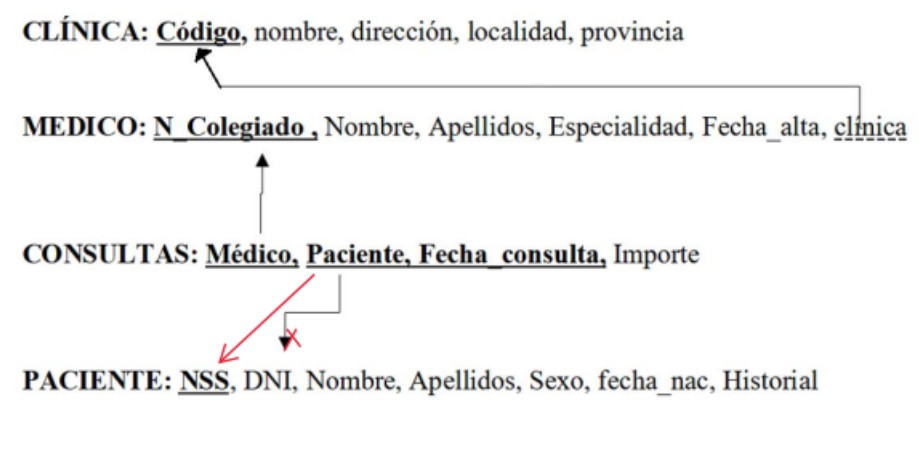 CLÍNICA: Código, nombre, dirección, localidad, provincia
MEDICO: N_Colegiado , Nombre, Apellidos, Especialidad, Fecha_alta, clínica
CONSULTAS: Médico, Paciente, Fecha_consulta, Importe
PACIENTE: NSS, DNI, Nombre, Apellidos, Sexo, fecha_nac, Historial